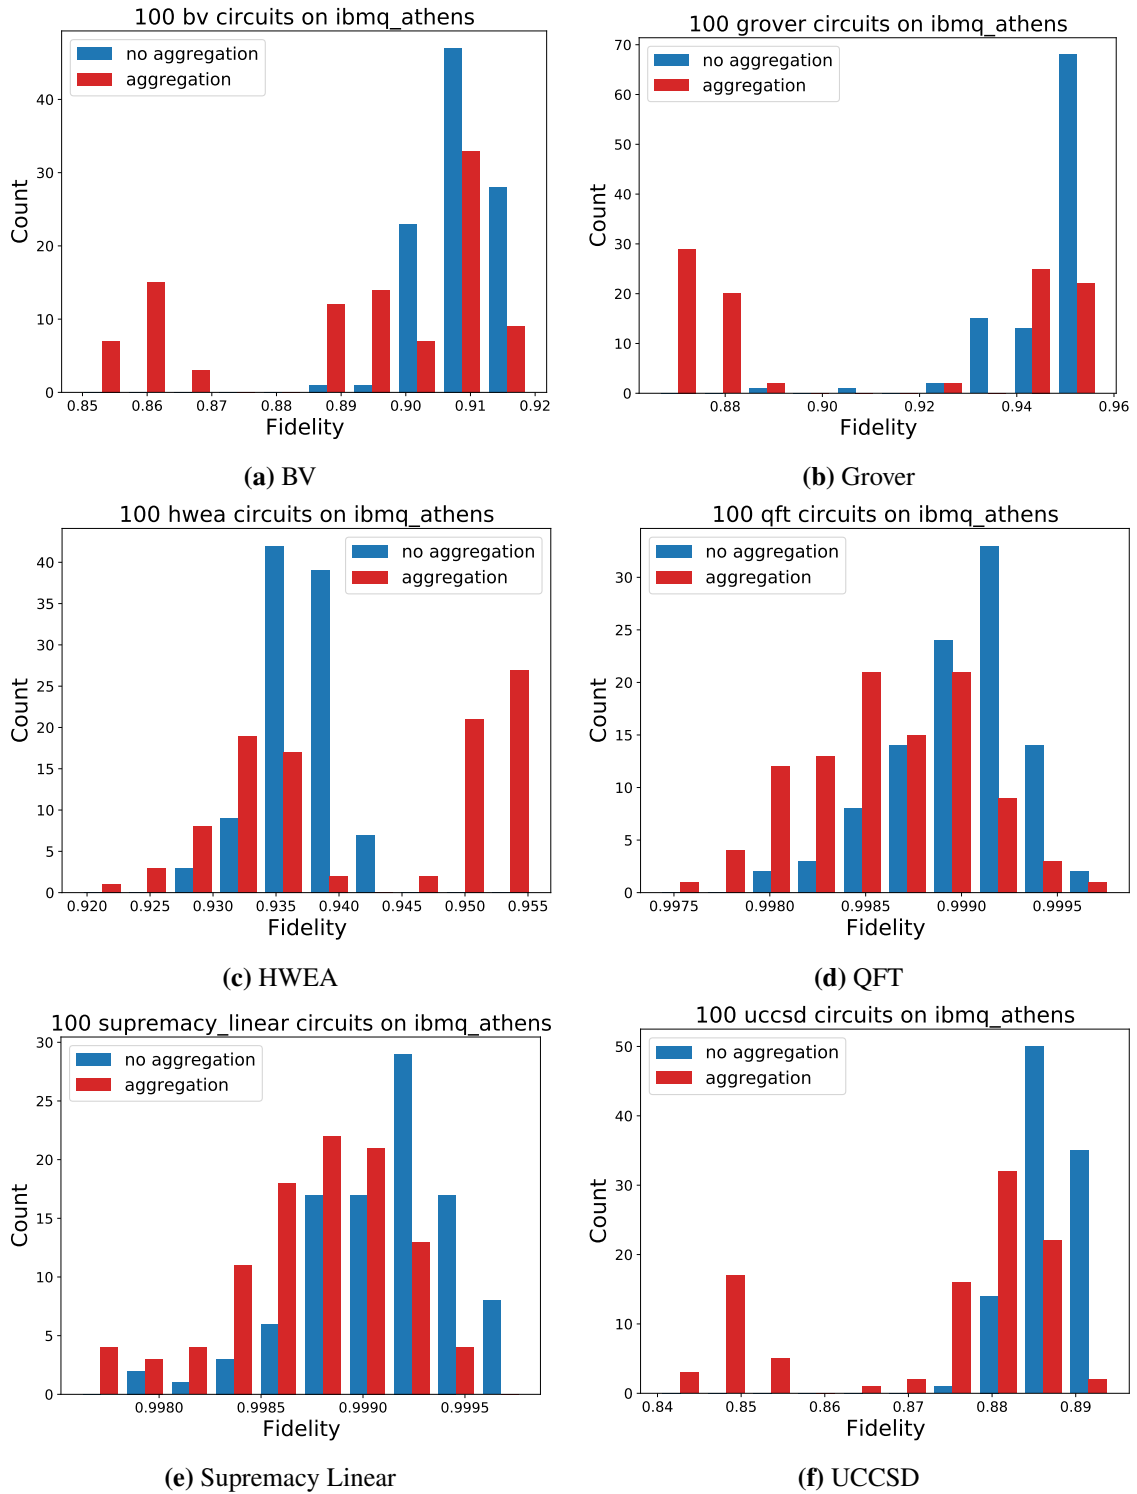 100 bv circuits on ibmq_athens
no aggregation
aggregation
Count
0
10
20
30
40
0.85 0.86 0.87 0.88 0.89 0.90 0.91 0.92
Fidelity
(a) BV
100 grover circuits on ibmq_athens
no aggregation
aggregation
Count
0
10
20
30
40
50
60
70
0.88 0.90 0.92 0.94 0.96
Fidelity
(b) Grover
100 hwea circuits on ibmq_athens
no aggregation
aggregation
Count
0
5
10
15
20
25
30
35
40
0.920 0.925 0.930 0.935 0.940 0.945 0.950 0.955
Fidelity
(c) HWEA
100 qft circuits on ibmq_athens
no aggregation
aggregation
Count
0
5
10
15
20
25
30
0.9975 0.9980 0.9985 0.9990 0.9995
Fidelity
(d) QFT
100 supremacy_linear circuits on ibmq_athens
no aggregation
aggregation
Count
0
5
10
15
20
25
30
0.9980 0.9985 0.9990 0.9995
Fidelity
(e) Supremacy Linear
100 uccsd circuits on ibmq_athens
no aggregation
aggregation
Count
0
10
20
30
40
50
0.84 0.85 0.86 0.87 0.88 0.89
Fidelity
(f) UCCSD